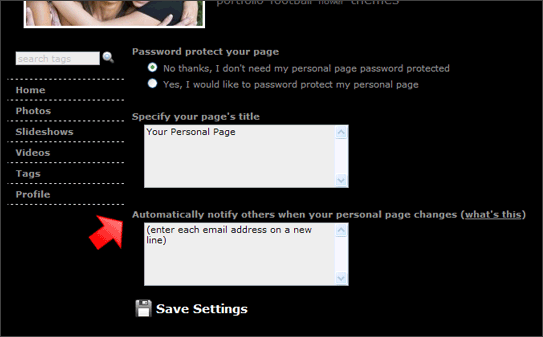 portfolio football flower themes
search tags
Home
Photos
Slideshows
Videos
Tags
Profile
Password protect your page
No thanks, I don't need my personal page password protected
Yes, I would like to password protect my personal page
Specify your page's title
Your Personal Page
Automatically notify others when your personal page changes (what's this)
(enter each email address on a new
line)
Save Settings